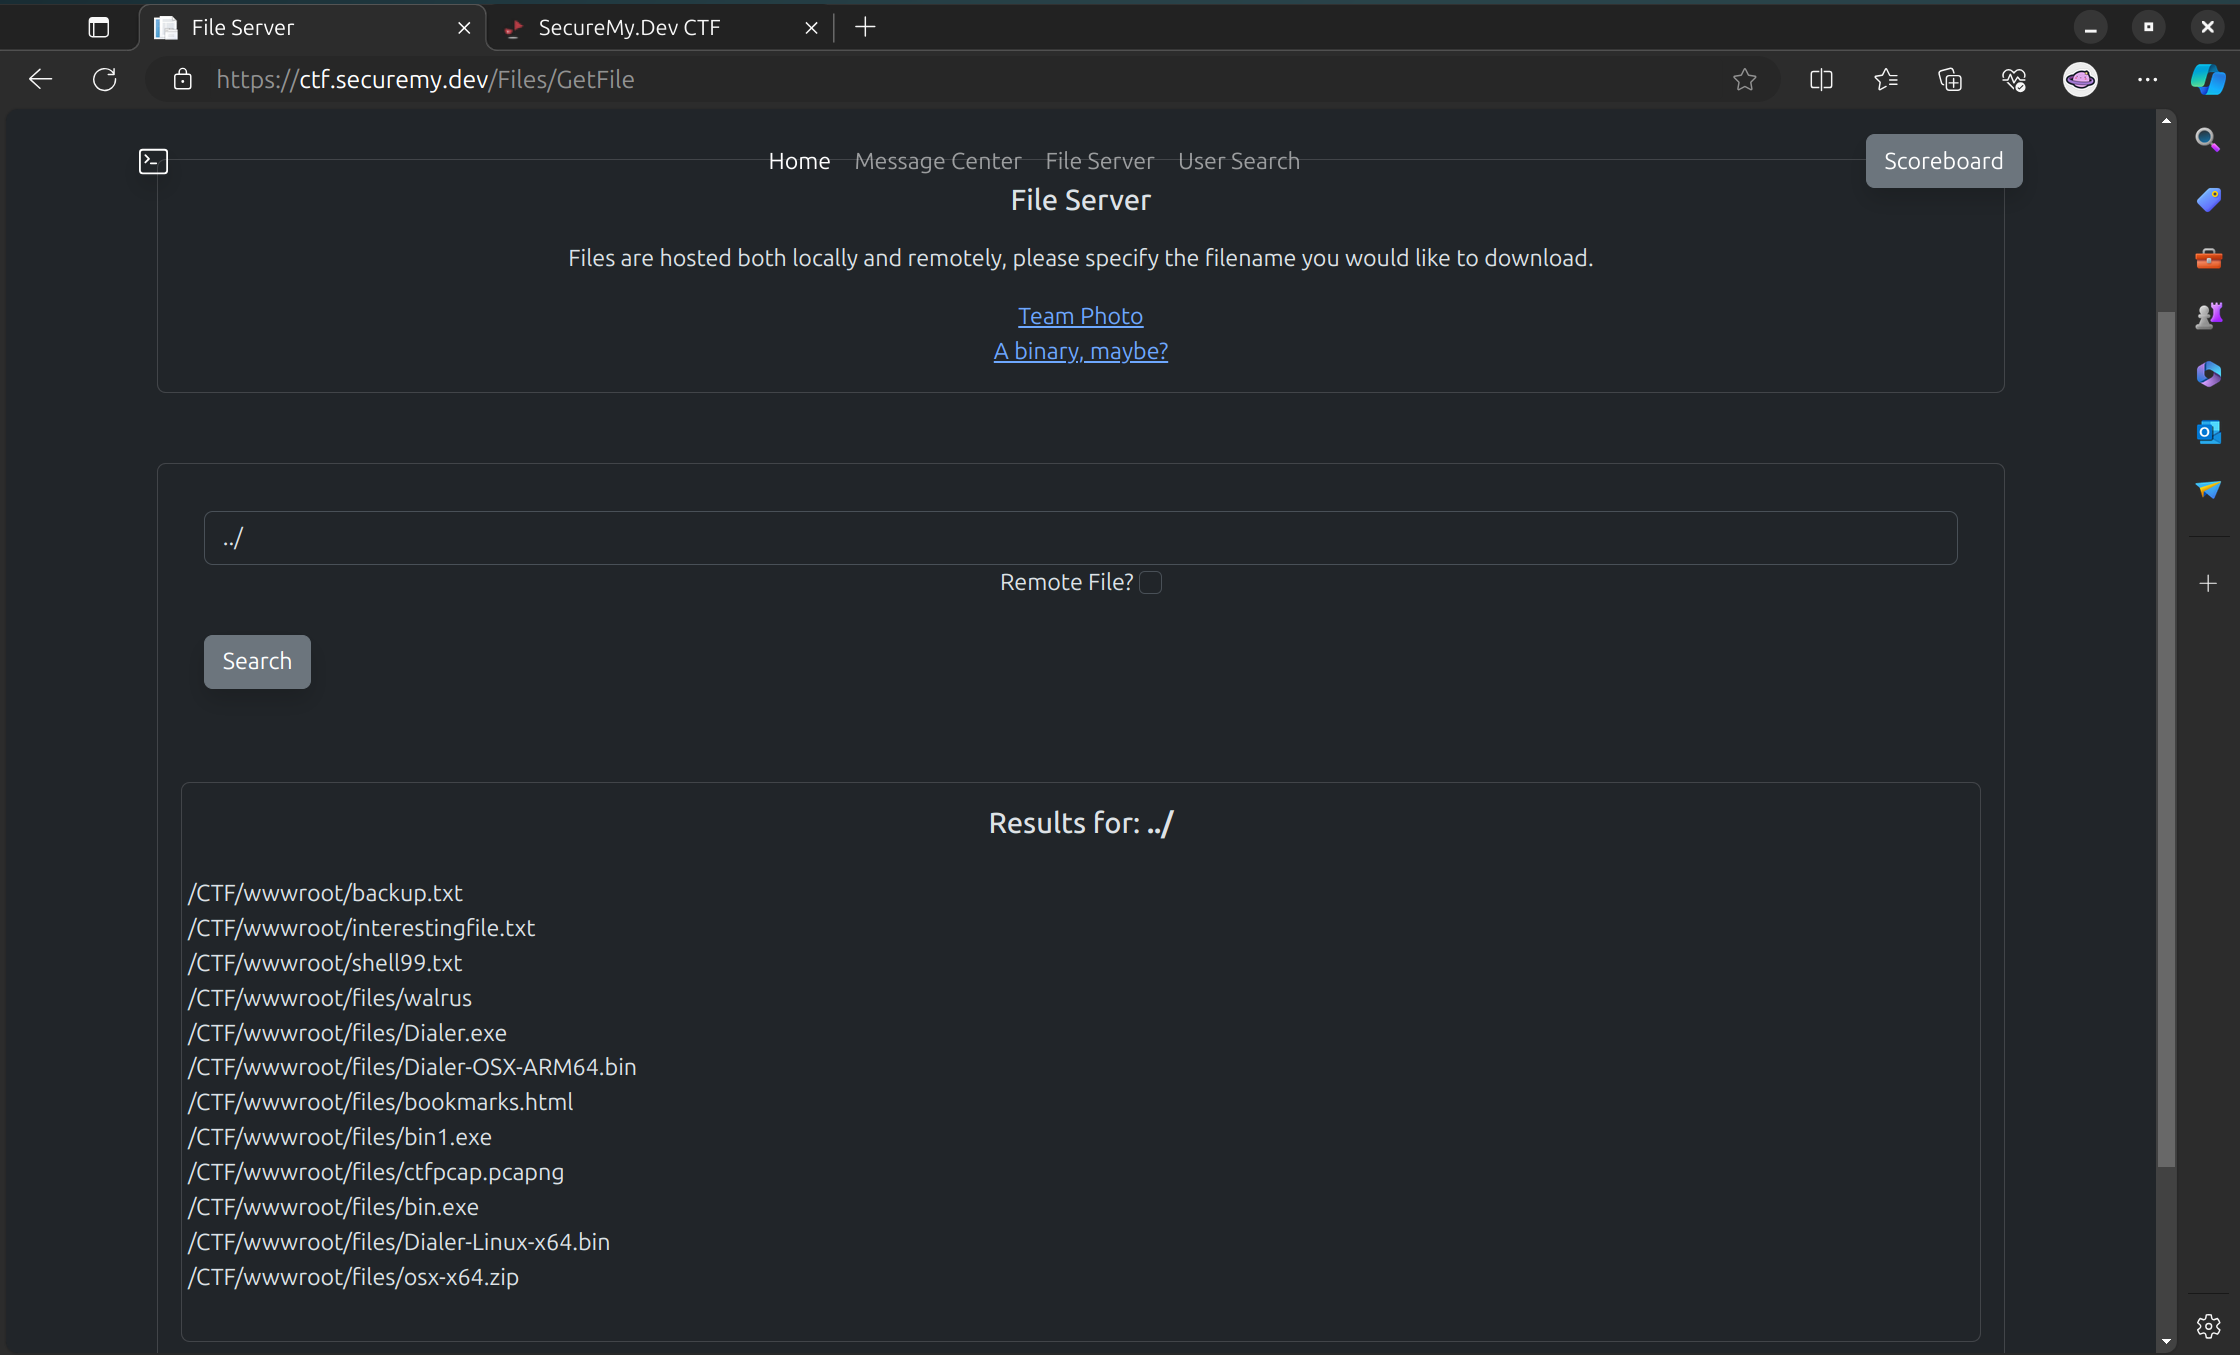 File Server
SecureMy.Dev CTF
https://ctf.securemy.dev/Files/GetFile
Home Message Center File Server User Search
Scoreboard
File Server
Files are hosted both locally and remotely, please specify the filename you would like to download.
Team Photo
A binary, maybe?
../
Remote File?
Search
Results for: ../
/CTF/wwwroot/backup.txt
/CTF/wwwroot/interestingfile.txt
/CTF/wwwroot/shell99.txt
/CTF/wwwroot/files/walrus
/CTF/wwwroot/files/Dialer.exe
/CTF/wwwroot/files/Dialer-OSX-ARM64.bin
/CTF/wwwroot/files/bookmarks.html
/CTF/wwwroot/files/bin1.exe
/CTF/wwwroot/files/ctfpcap.pcapng
/CTF/wwwroot/files/bin.exe
/CTF/wwwroot/files/Dialer-Linux-x64.bin
/CTF/wwwroot/files/osx-x64.zip